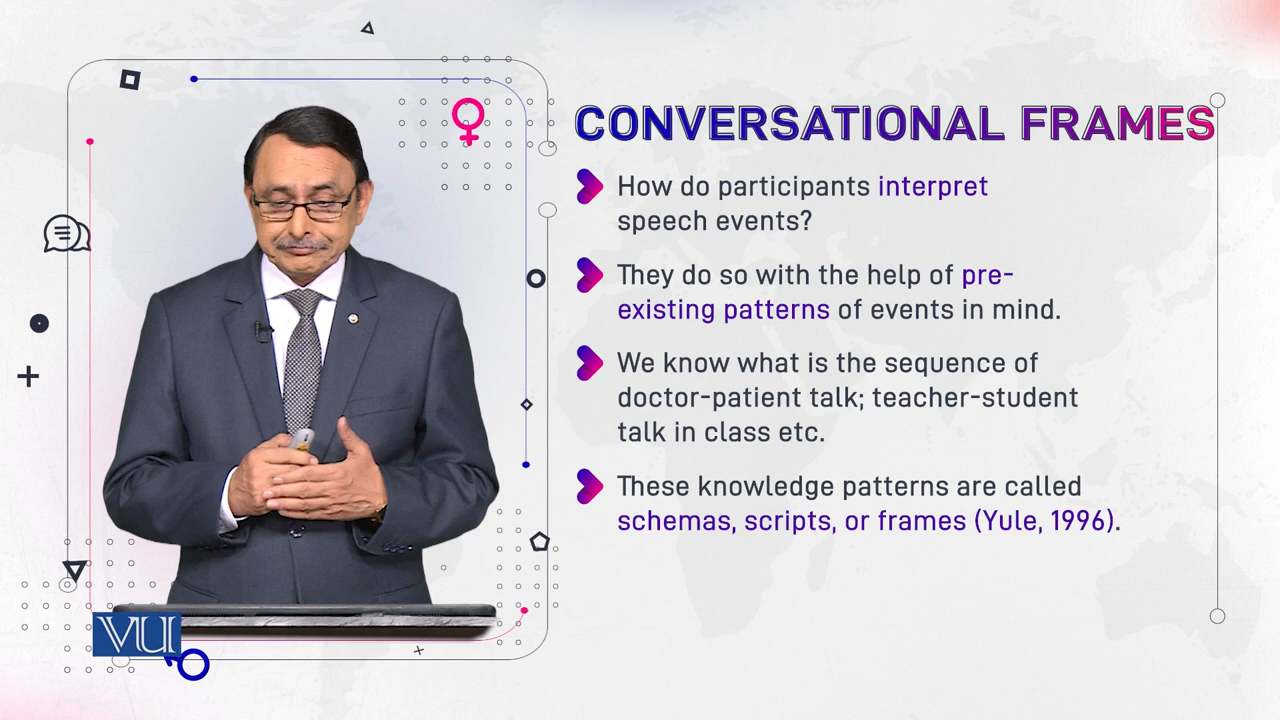 CONVERSATIONAL FRAMES
How do participants interpret
speech events?
They do so with the help of pre-
existing patterns of events in mind.
We know what is the sequence of
doctor-patient talk; teacher-student
talk in class etc.
These knowledge patterns are called
schemas, scripts, or frames (Yule, 1996).
VU